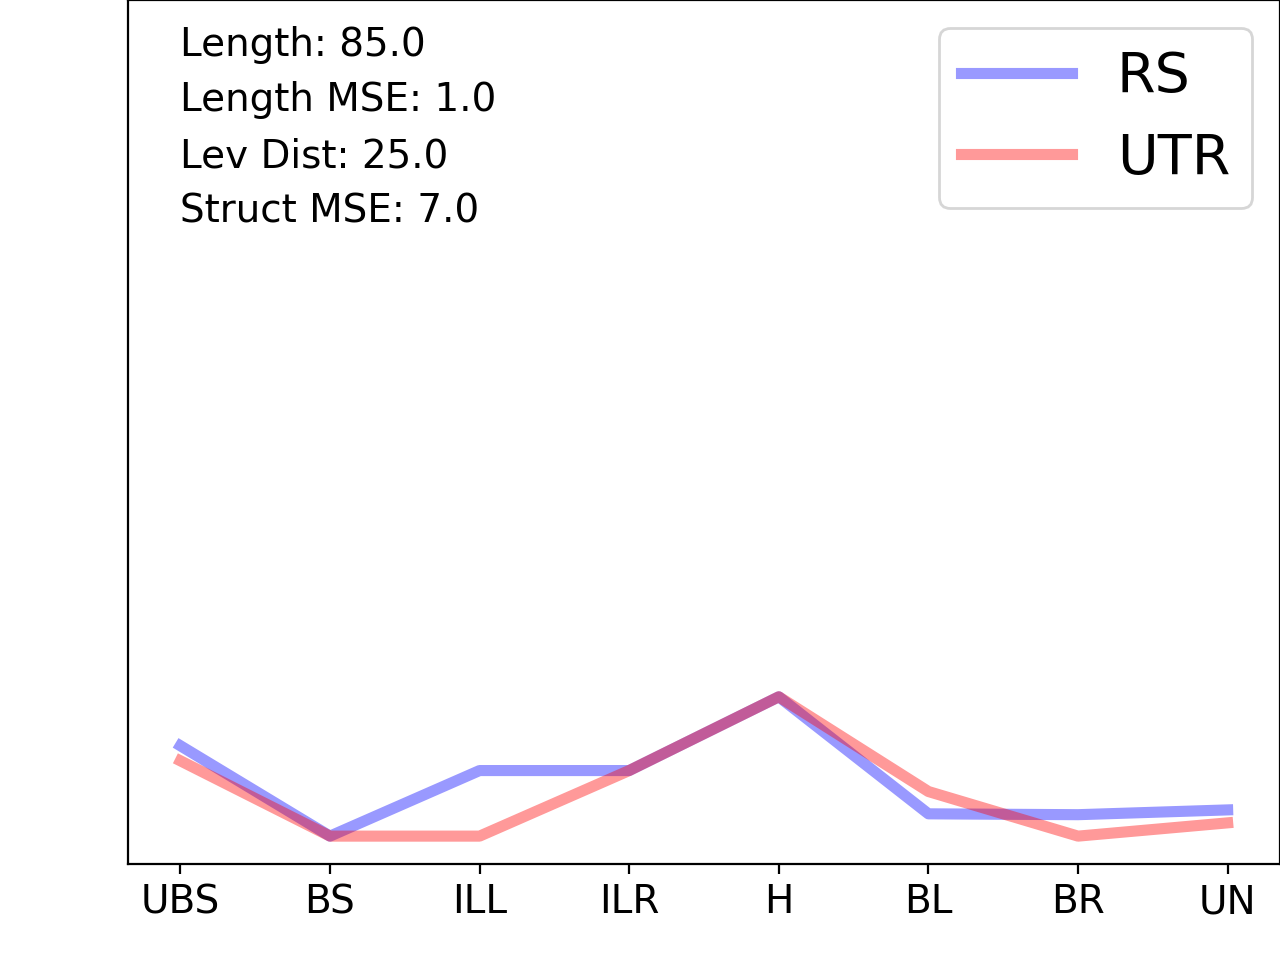 Length: 85.0
Length MSE: 1.0
Lev Dist: 25.0
Struct MSE: 7.0
RS
UTR
UBS BS ILL ILR H BL BR UN